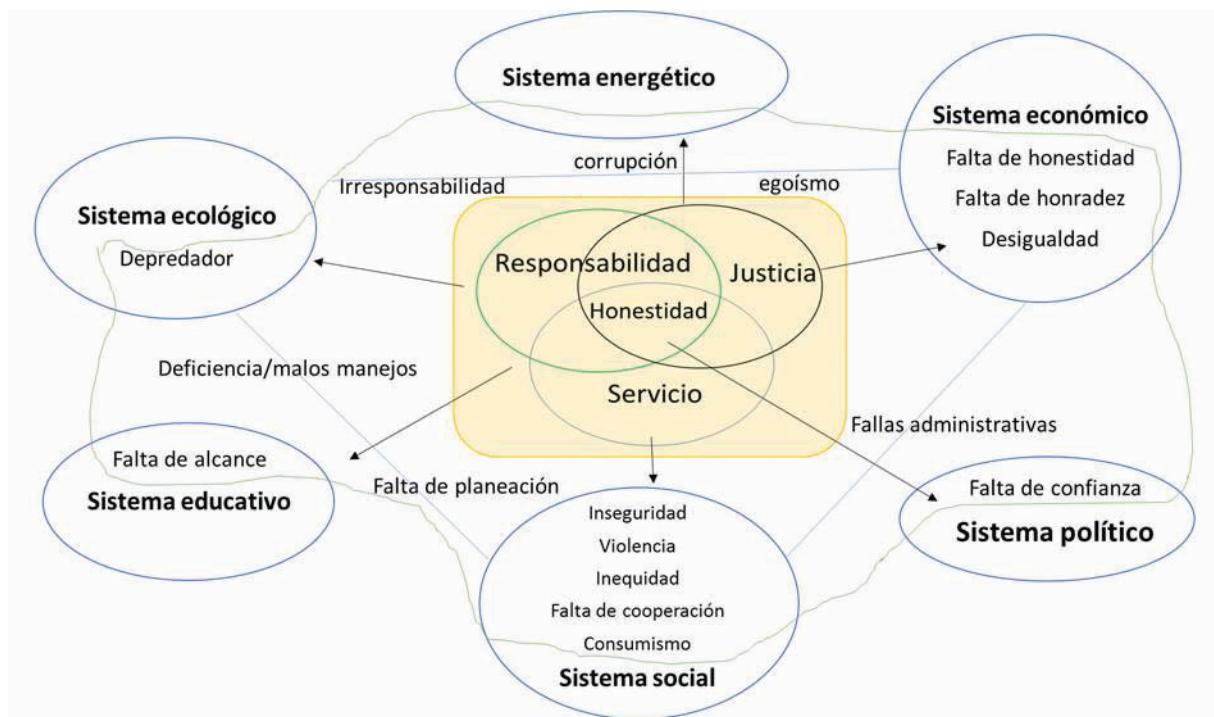 Sistema energético
Sistema económico
Falta de honestidad
Falta de honradez
Desigualdad
corrupción
Irresponsabilidad
egoísmo
Sistema ecológico
Depredador
Responsabilidad
Justicia
Honestidad
Servicio
Deficiencia/malos manejos
Fallas administrativas
Falta de alcance
Sistema educativo
Falta de planeación
Falta de confianza
Sistema político
Inseguridad
Violencia
Inequidad
Falta de cooperación
Consumismo
Sistema social